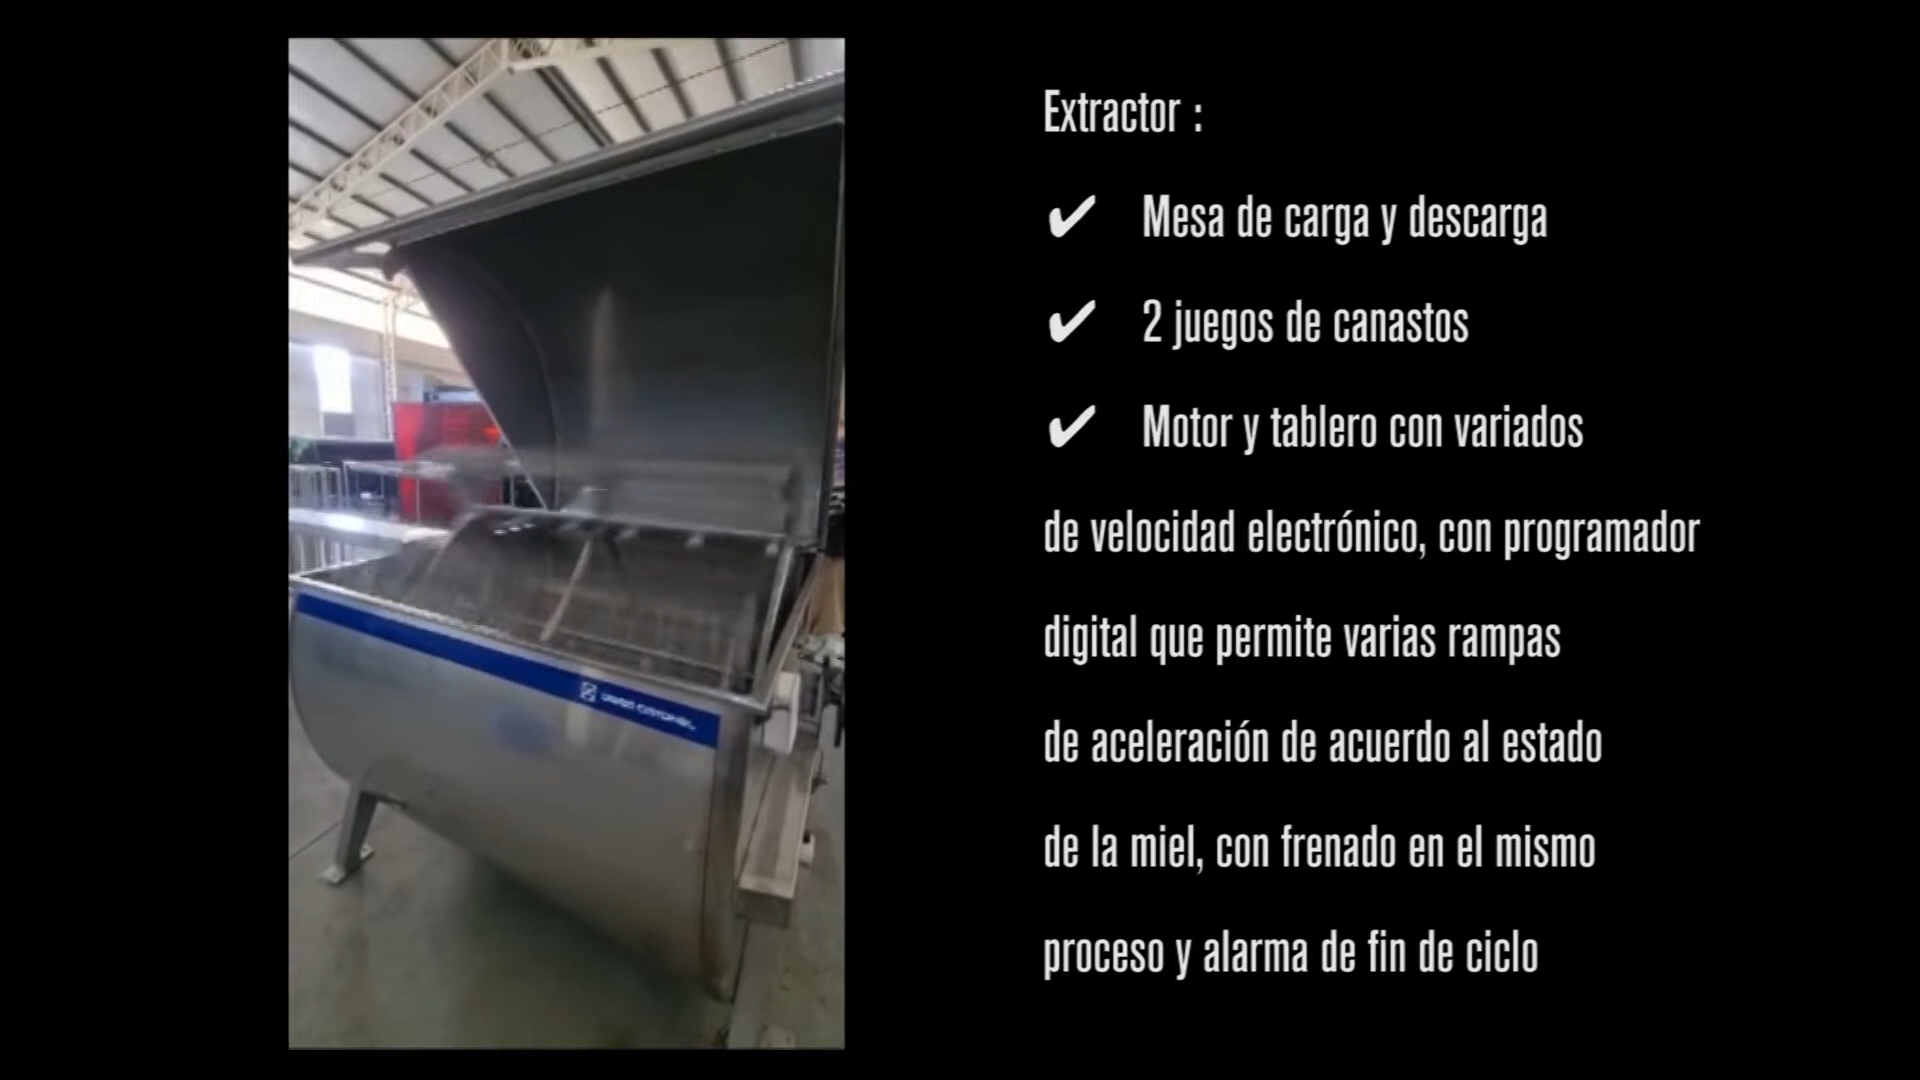 Extractor :
✔ Mesa de carga y descarga
✔ 2 juegos de canastos
✔ Motor y tablero con variados
de velocidad electrónico, con programador
digital que permite varias rampas
de aceleración de acuerdo al estado
de la miel, con frenado en el mismo
proceso y alarma de fin de ciclo